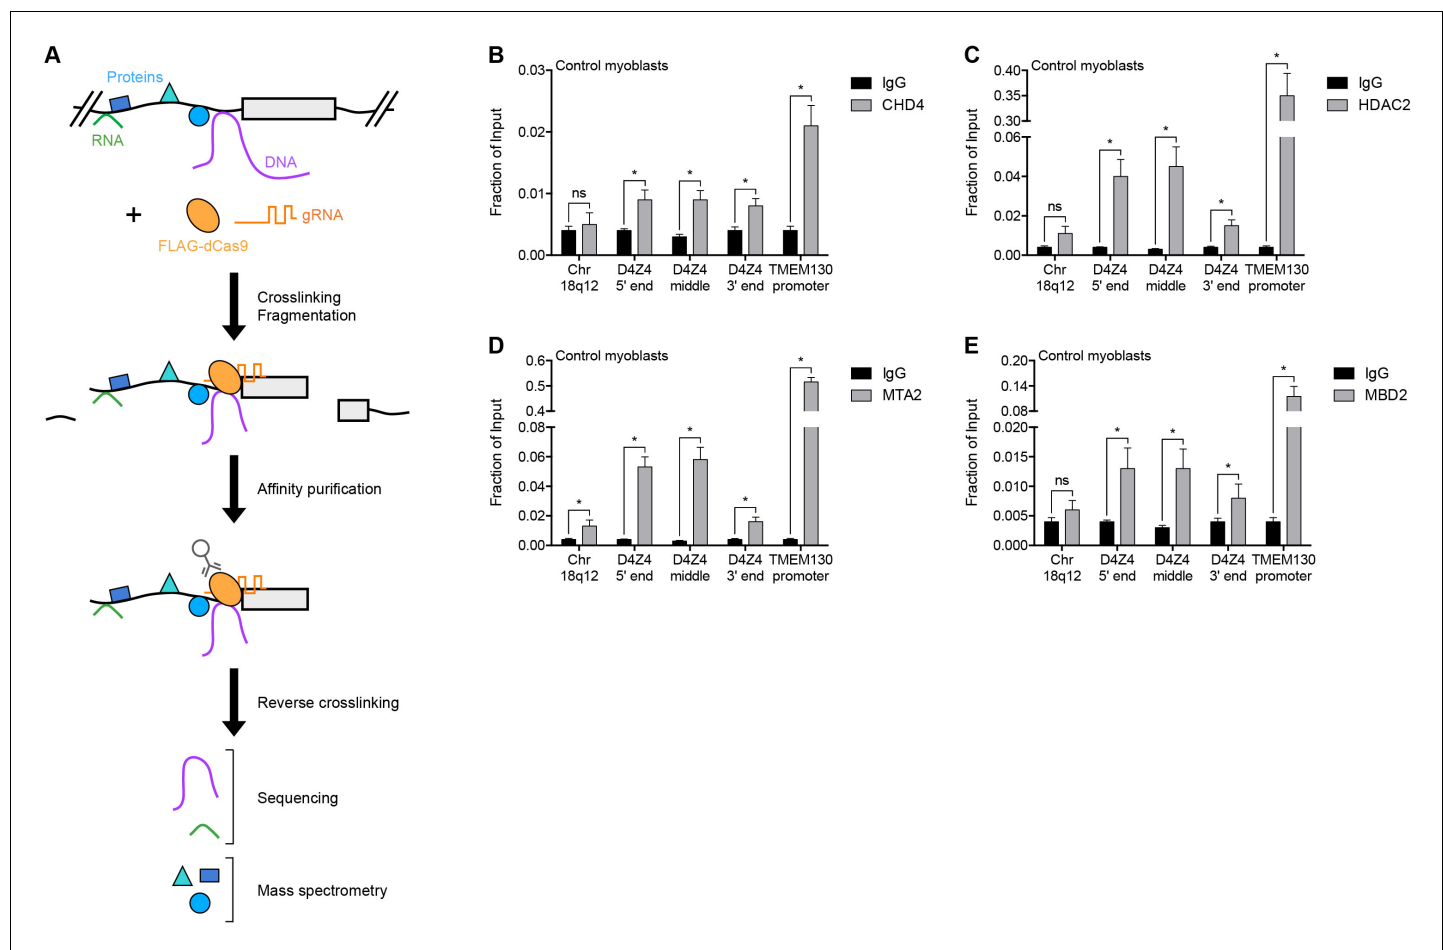 A
Proteins
RNA
DNA
+
gRNA
FLAG-dCas9
Crosslinking
Fragmentation
Affinity purification
Reverse crosslinking
Sequencing
Mass spectrometry
B
Control myoblasts
IgG
CHD4
Fraction of Input
0.03
0.02
0.01
0.00
ns
*
*
*
*
Chr
18q12
D4Z4
5' end
D4Z4
middle
D4Z4
3' end
TMEM130
promoter
C
Control myoblasts
IgG
HDAC2
Fraction of Input
0.40
0.35
0.30
0.06
0.04
0.02
0.00
ns
*
*
*
*
Chr
18q12
D4Z4
5' end
D4Z4
middle
D4Z4
3' end
TMEM130
promoter
D
Control myoblasts
IgG
MTA2
Fraction of Input
0.6
0.5
0.4
0.08
0.06
0.04
0.02
0.00
*
*
*
*
*
Chr
18q12
D4Z4
5' end
D4Z4
middle
D4Z4
3' end
TMEM130
promoter
E
Control myoblasts
IgG
MBD2
Fraction of Input
0.20
0.14
0.08
0.020
0.015
0.010
0.005
0.000
ns
*
*
*
*
Chr
18q12
D4Z4
5' end
D4Z4
middle
D4Z4
3' end
TMEM130
promoter